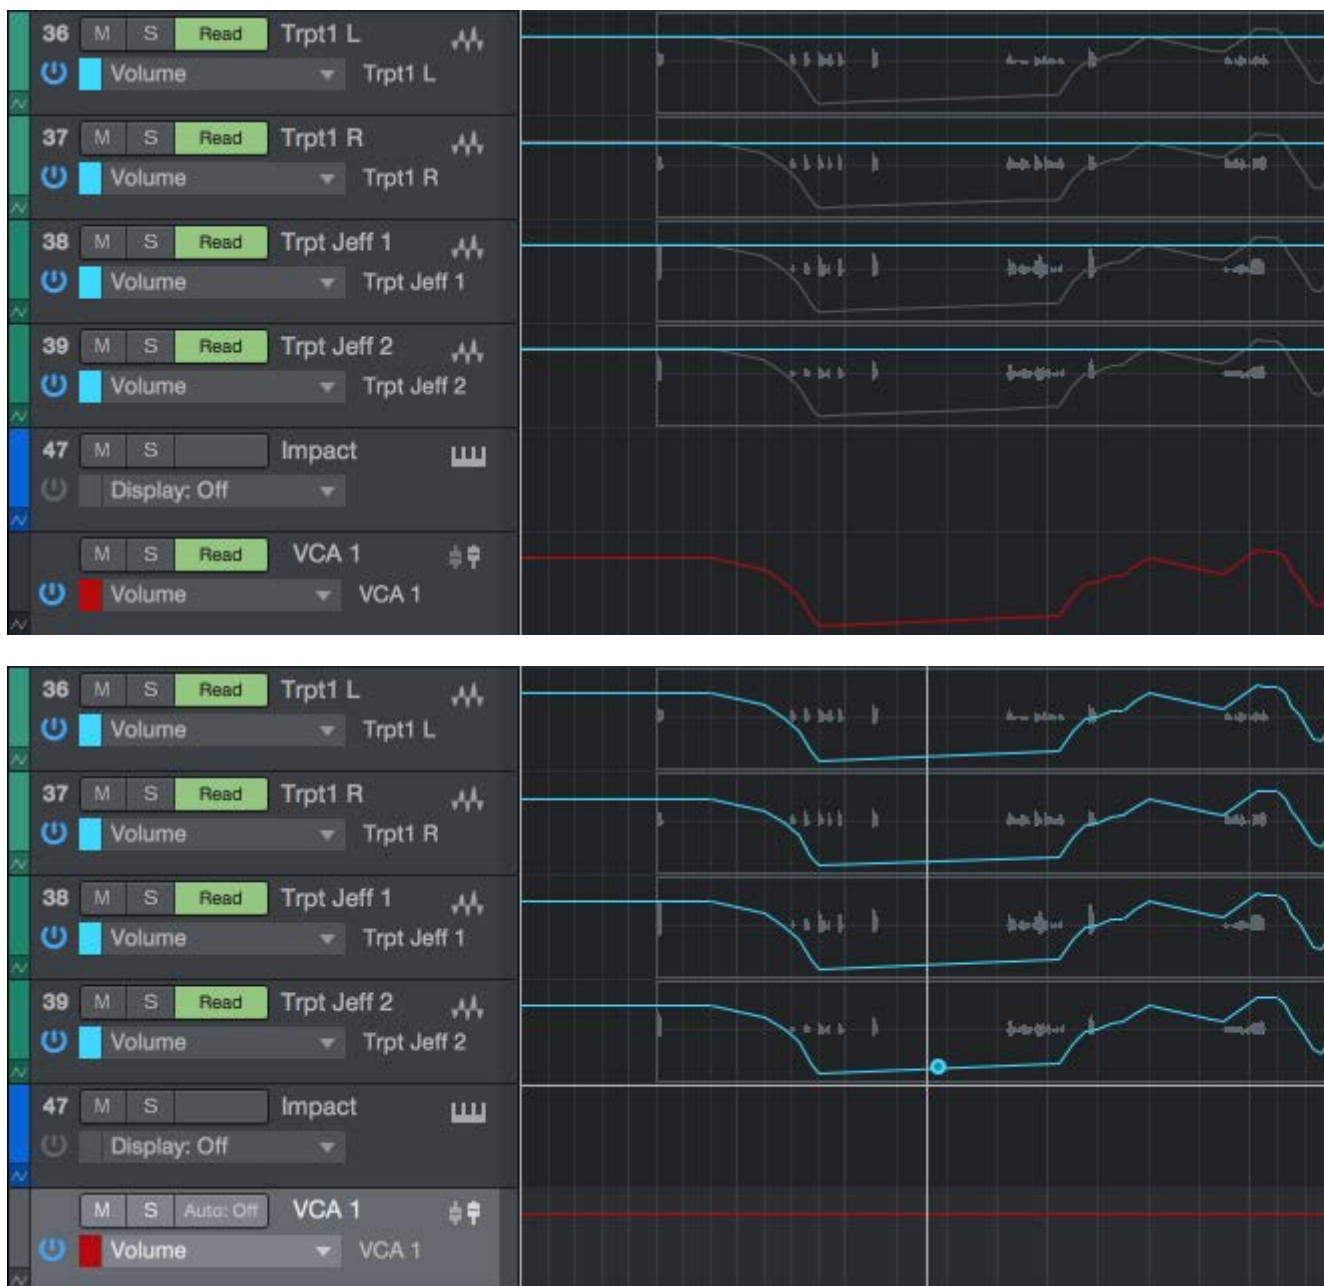 36 M S Read Trpt1 L
Volume Trpt1 L
37 M S Read Trpt1 R
Volume Trpt1 R
38 M S Read Trpt Jeff 1
Volume Trpt Jeff 1
39 M S Read Trpt Jeff 2
Volume Trpt Jeff 2
47 M S Impact
Display: Off
M S Read VCA 1
Volume VCA 1
36 M S Read Trpt1 L
Volume Trpt1 L
37 M S Read Trpt1 R
Volume Trpt1 R
38 M S Read Trpt Jeff 1
Volume Trpt Jeff 1
39 M S Read Trpt Jeff 2
Volume Trpt Jeff 2
47 M S Impact
Display: Off
M S Auto: Off VCA 1
Volume VCA 1